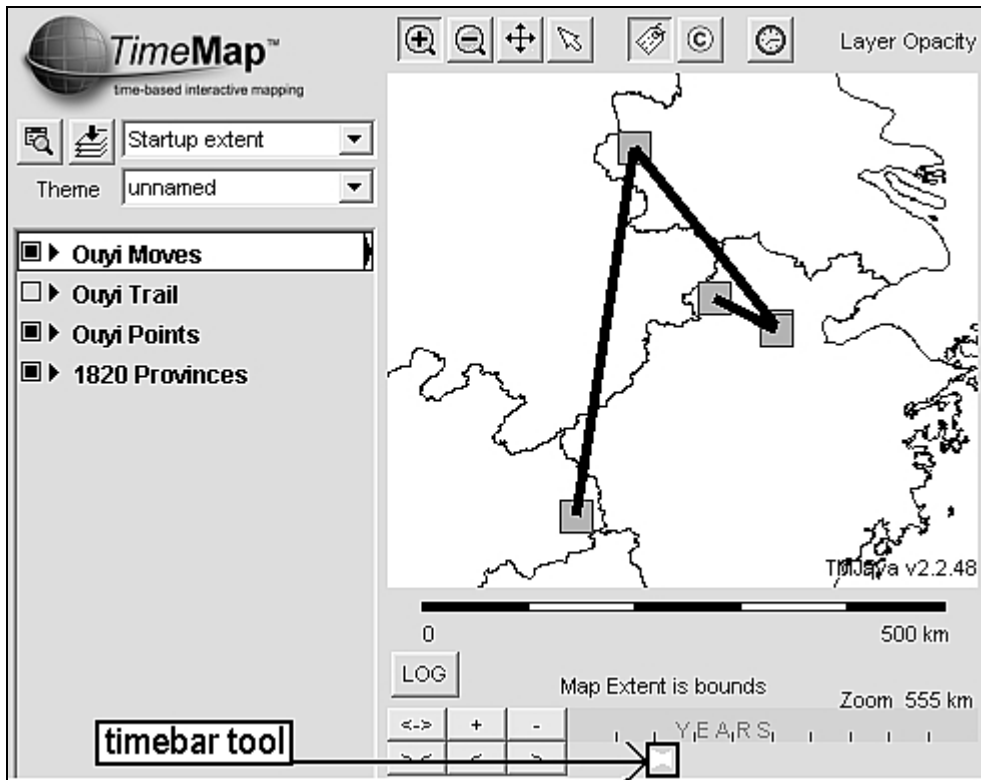 TimeMap™
time-based interactive mapping
Startup extent
Theme unnamed
Ouyi Moves
Ouyi Trail
Ouyi Points
1820 Provinces
©
Layer Opacity
TMJava v2.2.48
0 500 km
LOG
Map Extent is bounds
Zoom 555 km
<-> + -
YEARS
>< < >
timebar tool